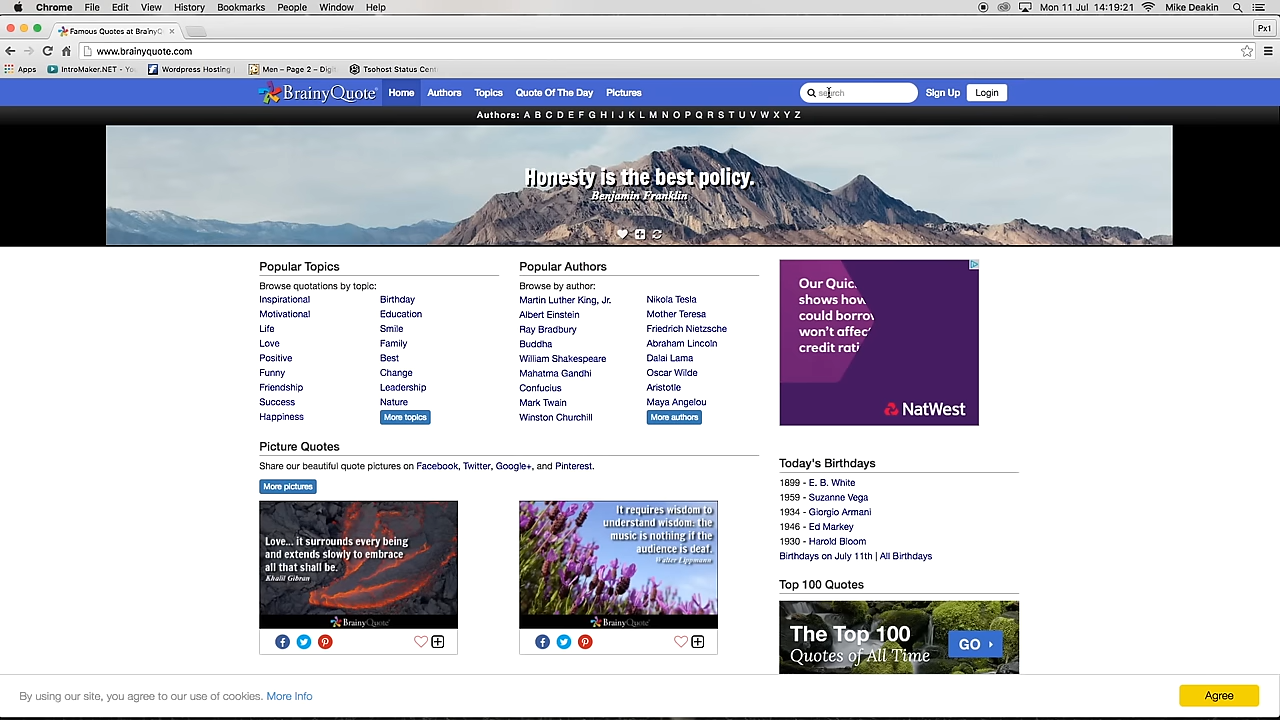 Chrome File Edit View History Bookmarks People Window Help
Mon 11 Jul 14:19:21 Mike Deakin
Famous Quotes at BrainyQ
Px1
www.brainyquote.com
Apps IntroMaker.NET - Yo Wordpress Hosting Men – Page 2 – Digi Tsohost Status Cent
BrainyQuote Home Authors Topics Quote Of The Day Pictures search Sign Up Login
Authors: A B C D E F G H I J K L M N O P Q R S T U V W X Y Z
Honesty is the best policy.
Benjamin Franklin
Popular Topics
Browse quotations by topic:
Inspirational Birthday
Motivational Education
Life Smile
Love Family
Positive Best
Funny Change
Friendship Leadership
Success Nature
Happiness More topics
Popular Authors
Browse by author:
Martin Luther King, Jr. Nikola Tesla
Albert Einstein Mother Teresa
Ray Bradbury Friedrich Nietzsche
Buddha Abraham Lincoln
William Shakespeare Dalai Lama
Mahatma Gandhi Oscar Wilde
Confucius Aristotle
Mark Twain Maya Angelou
Winston Churchill More authors
Our Quic
shows how
could borrow
won't affec
credit rati
NatWest
Picture Quotes
Share our beautiful quote pictures on Facebook, Twitter, Google+, and Pinterest.
More pictures
Love... it surrounds every being
and extends slowly to embrace
all that shall be.
Khalil Gibran
BrainyQuote
It requires wisdom to
understand wisdom: the
music is nothing if the
audience is deaf.
Walter Lippmann
BrainyQuote
Today's Birthdays
1899 - E. B. White
1959 - Suzanne Vega
1934 - Giorgio Armani
1946 - Ed Markey
1930 - Harold Bloom
Birthdays on July 11th | All Birthdays
Top 100 Quotes
The Top 100
Quotes of All Time
GO
By using our site, you agree to our use of cookies. More Info
Agree